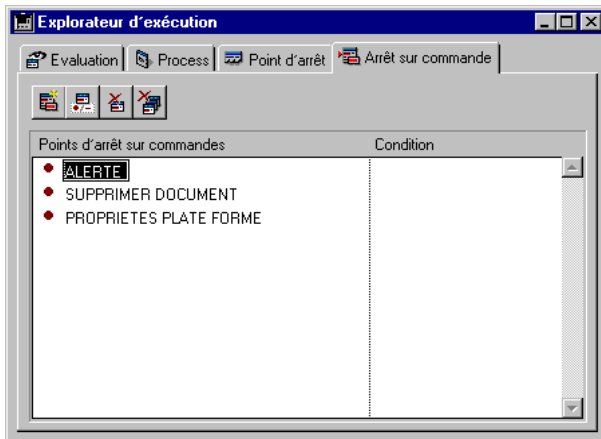 Explorateur d'exécution
Evaluation Process Point d'arrêt Arrêt sur commande
Points d'arrêt sur commandes Condition
ALERTE
SUPPRIMER DOCUMENT
PROPRIETES PLATE FORME